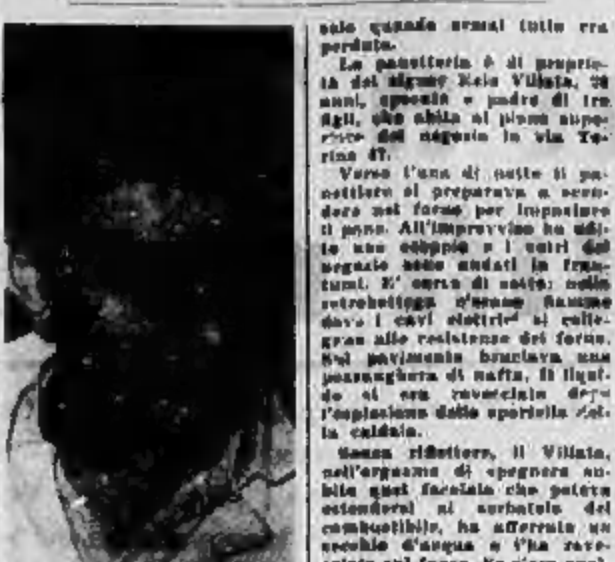 solo quando ormai tutto era
perduto.
La panetteria è di proprie-
tà del signor Villata,
anni, sposato e padre di tre
figli, che abita al piano supe-
riore del negozio in via To-
rino 47.
Verso l'una di notte il pa-
nettiere si preparava a scen-
dere nel forno per impastare
il pane. All'improvviso ha udi-
to uno scoppio e i vetri del
negozio sono andati in fran-
tumi. E' corso di sotto: nella
retrobottega c'erano fiamme
dove i cavi elettrici si colle-
gano alle resistenze del forno.
Sul pavimento bruciava una
pozzanghera di nafta, il liqui-
do si era rovesciato dopo
l'esplosione dello sportello del-
la caldaia.
Senza riflettere, il Villata,
nell'orgasmo di spegnere su-
bito quel focolaio che poteva
estendersi al serbatoio del
combustibile, ha afferrato un
secchio d'acqua e l'ha rove-
sciato sul fuoco.